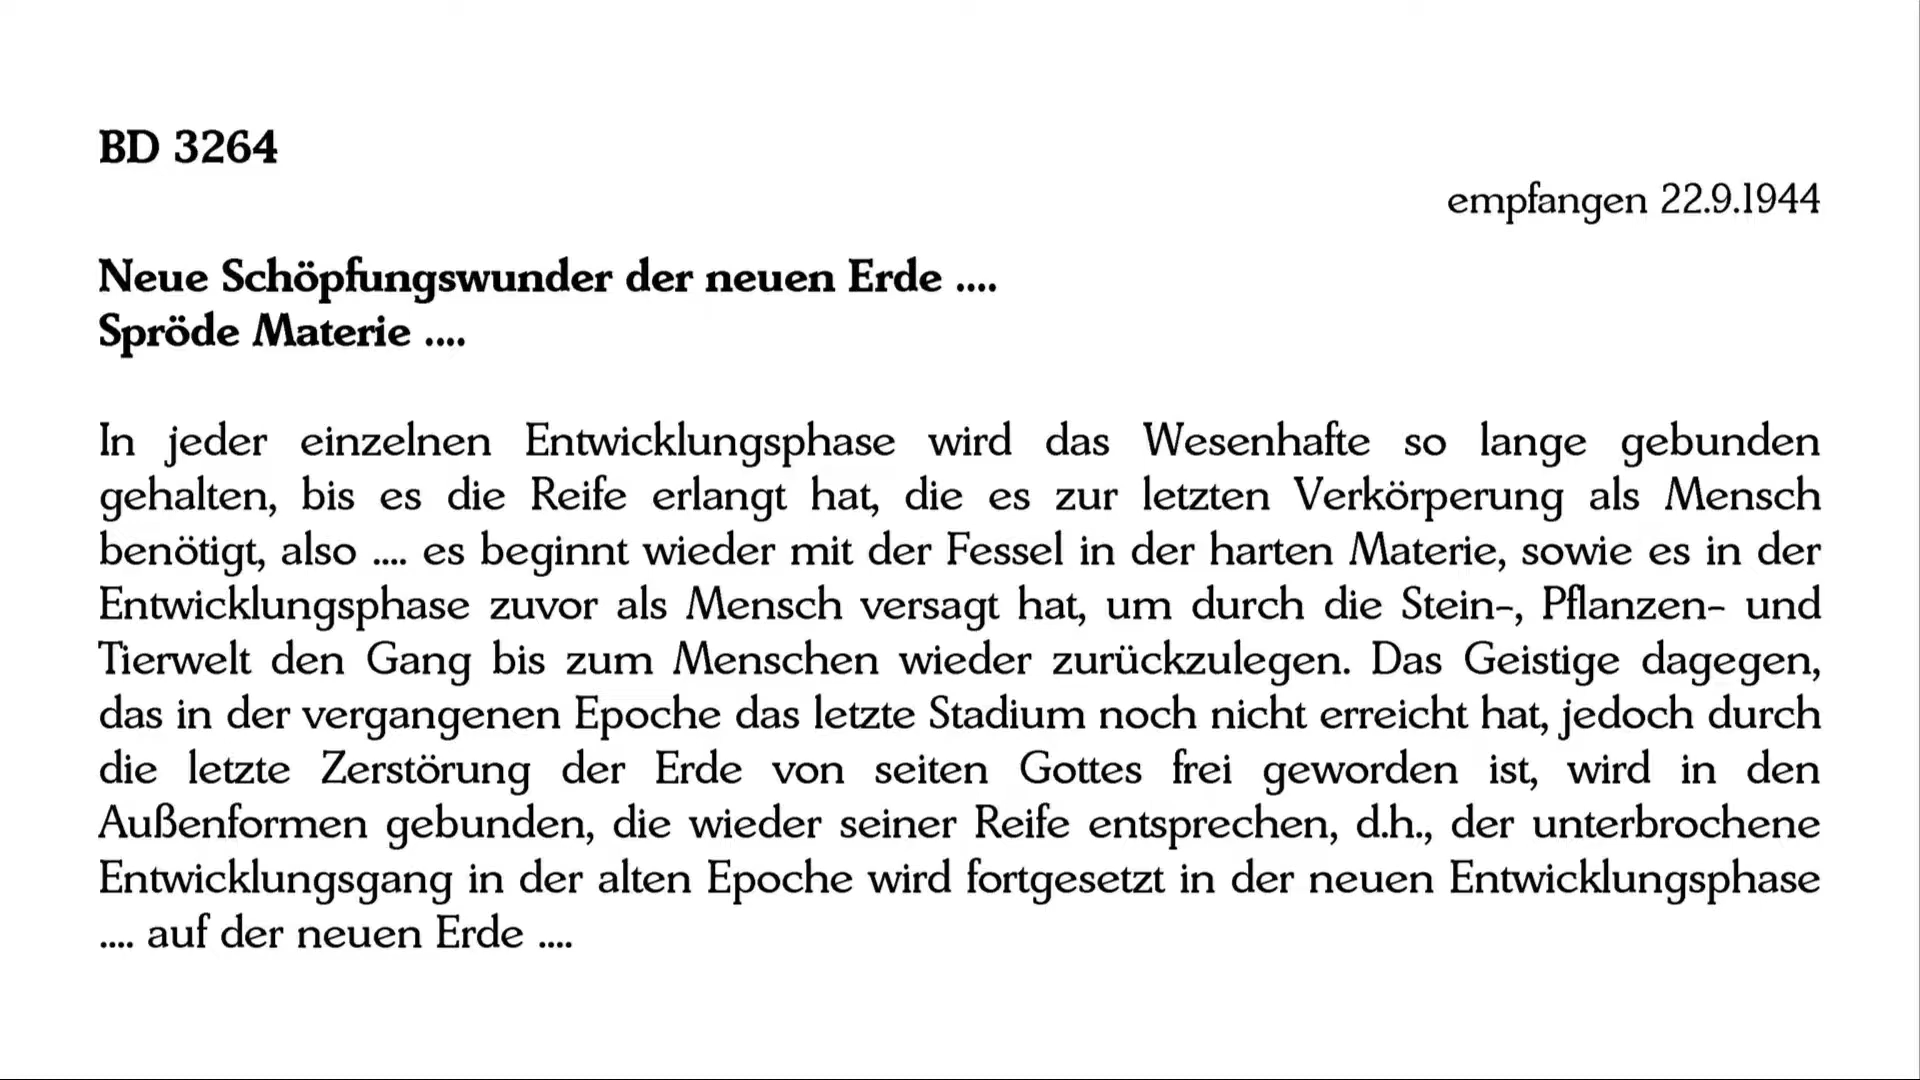 BD 3264
empfangen 22.9.1944
Neue Schöpfungswunder der neuen Erde ....
Spröde Materie ....
In jeder einzelnen Entwicklungsphase wird das Wesenhafte so lange gebunden
gehalten, bis es die Reife erlangt hat, die es zur letzten Verkörperung als Mensch
benötigt, also .... es beginnt wieder mit der Fessel in der harten Materie, sowie es in der
Entwicklungsphase zuvor als Mensch versagt hat, um durch die Stein-, Pflanzen- und
Tierwelt den Gang bis zum Menschen wieder zurückzulegen. Das Geistige dagegen,
das in der vergangenen Epoche das letzte Stadium noch nicht erreicht hat, jedoch durch
die letzte Zerstörung der Erde von seiten Gottes frei geworden ist, wird in den
Außenformen gebunden, die wieder seiner Reife entsprechen, d.h., der unterbrochene
Entwicklungsgang in der alten Epoche wird fortgesetzt in der neuen Entwicklungsphase
.... auf der neuen Erde ....